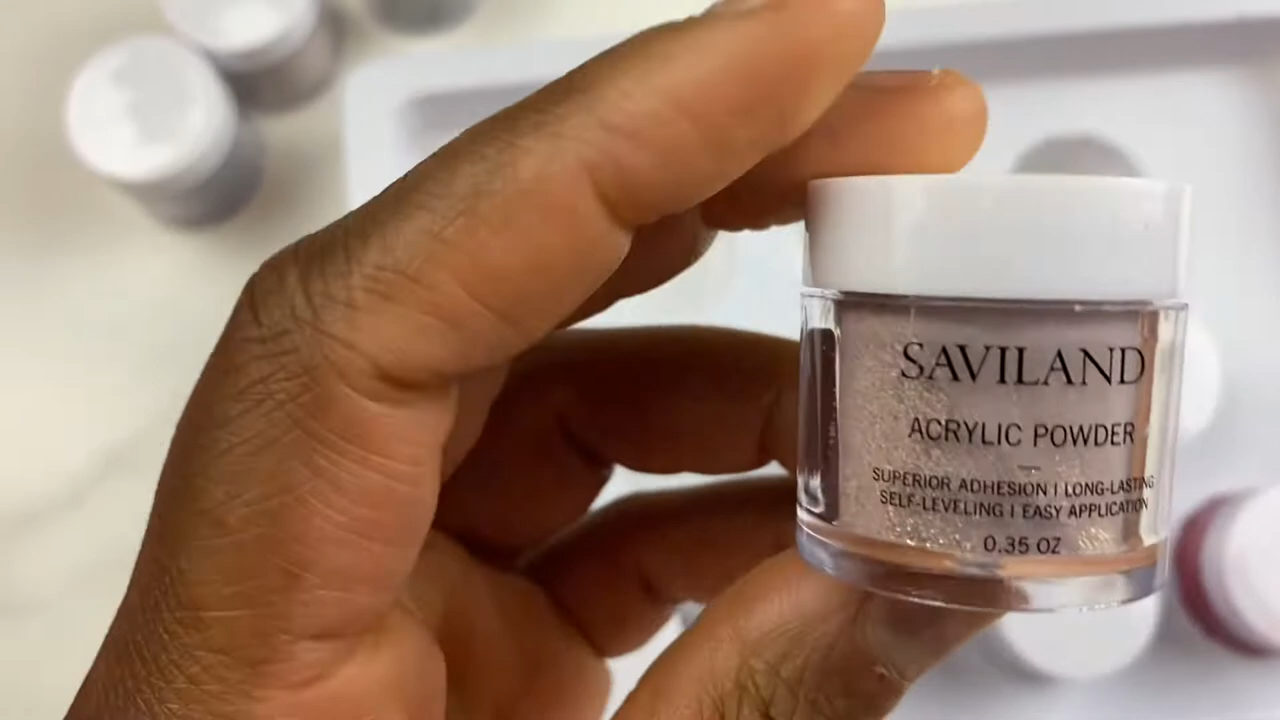 SAVILAND
ACRYLIC POWDER
SUPERIOR ADHESION | LONG-LASTING
SELF-LEVELING | EASY APPLICATION
0.35 OZ